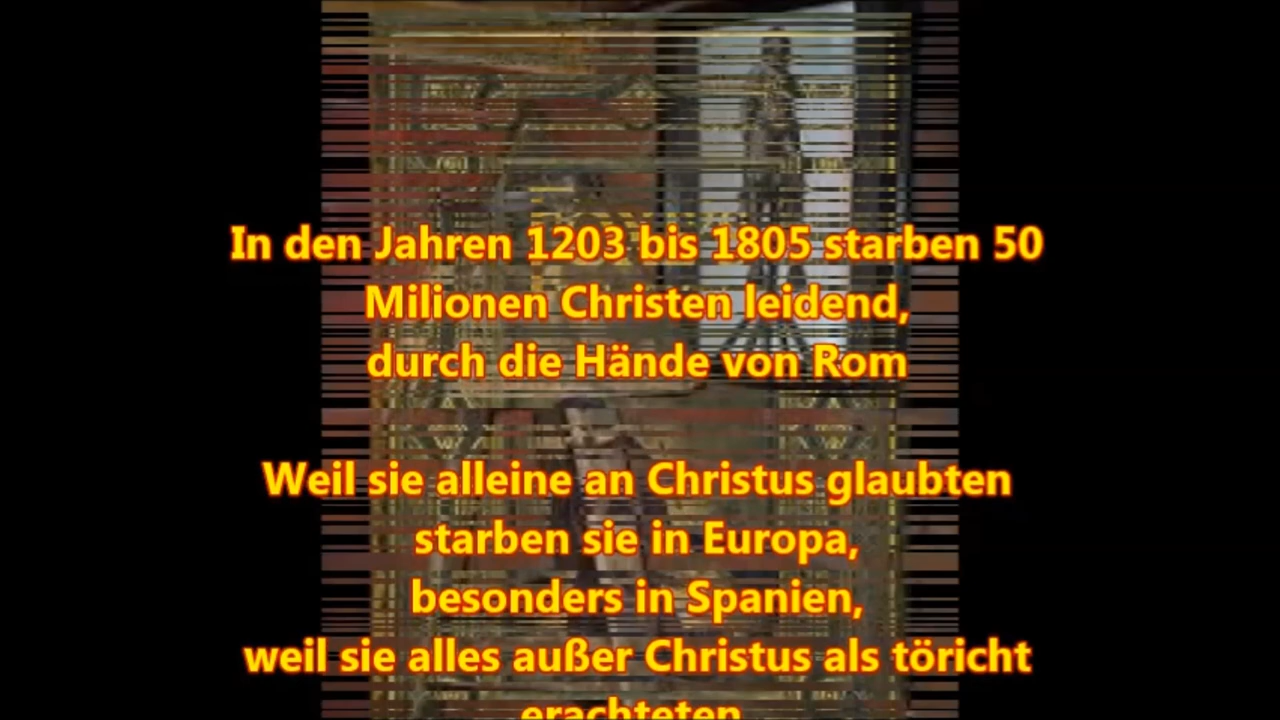 In den Jahren 1203 bis 1805 starben 50
Milionen Christen leidend,
durch die Hände von Rom
Weil sie alleine an Christus glaubten
starben sie in Europa,
besonders in Spanien,
weil sie alles außer Christus als töricht
erachteten